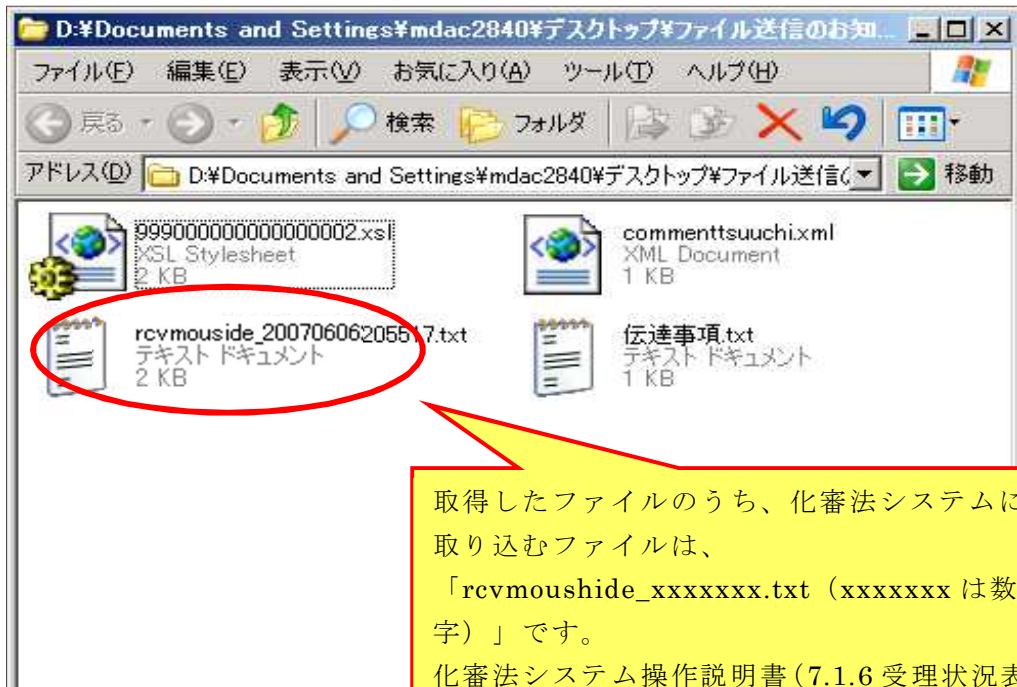 D:¥Documents and Settings¥mdac2840¥デスクトップ¥ファイル送信のお知...
ファイル(F) 編集(E) 表示(V) お気に入り(A) ツール(T) ヘルプ(H)
戻る 検索 フォルダ
アドレス(D) D:¥Documents and Settings¥mdac2840¥デスクトップ¥ファイル送信の 移動
9990000000000000002.xsl
XSL Stylesheet
2 KB
commenttsuuchi.xml
XML Document
1 KB
rcvmouside_20070606205517.txt
テキスト ドキュメント
2 KB
伝達事項.txt
テキスト ドキュメント
1 KB
取得したファイルのうち、化審法システムに
取り込むファイルは、
「rcvmoushide_xxxxxxx.txt（xxxxxxx は数
字）」です。
化審法システム操作説明書（7.1.6 受理状況表